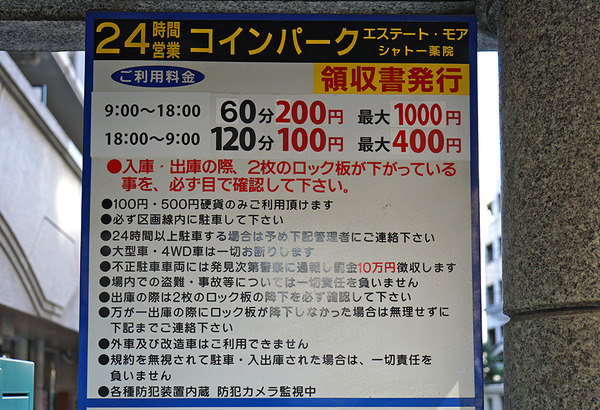 24時間営業 コインパーク エステート・モア シャトー薬院
ご利用料金 領収書発行
9:00～18:00 60分200円 最大1000円
18:00～9:00 120分100円 最大400円
●入庫・出庫の際、2枚のロック板が下がっている
事を、必ず目で確認して下さい。
●100円・500円硬貨のみご利用頂けます
●必ず区画線内に駐車して下さい
●24時間以上駐車する場合は予め下記管理者にご連絡下さい
●大型車・4WD車は一切お断りします
●不正駐車車両には発見次第警察に通報し罰金10万円徴収します
●場内での盗難・事故等については一切責任を負いません
●出庫の際は2枚のロック板の降下を必ず確認して下さい
●万が一出庫の際にロック板が降下しなかった場合は無理せずに
下記までご連絡下さい
●外車及び改造車はご利用できません
●規約を無視されて駐車・入出庫された場合は、一切責任を
負いません
●各種防犯装置内蔵 防犯カメラ監視中